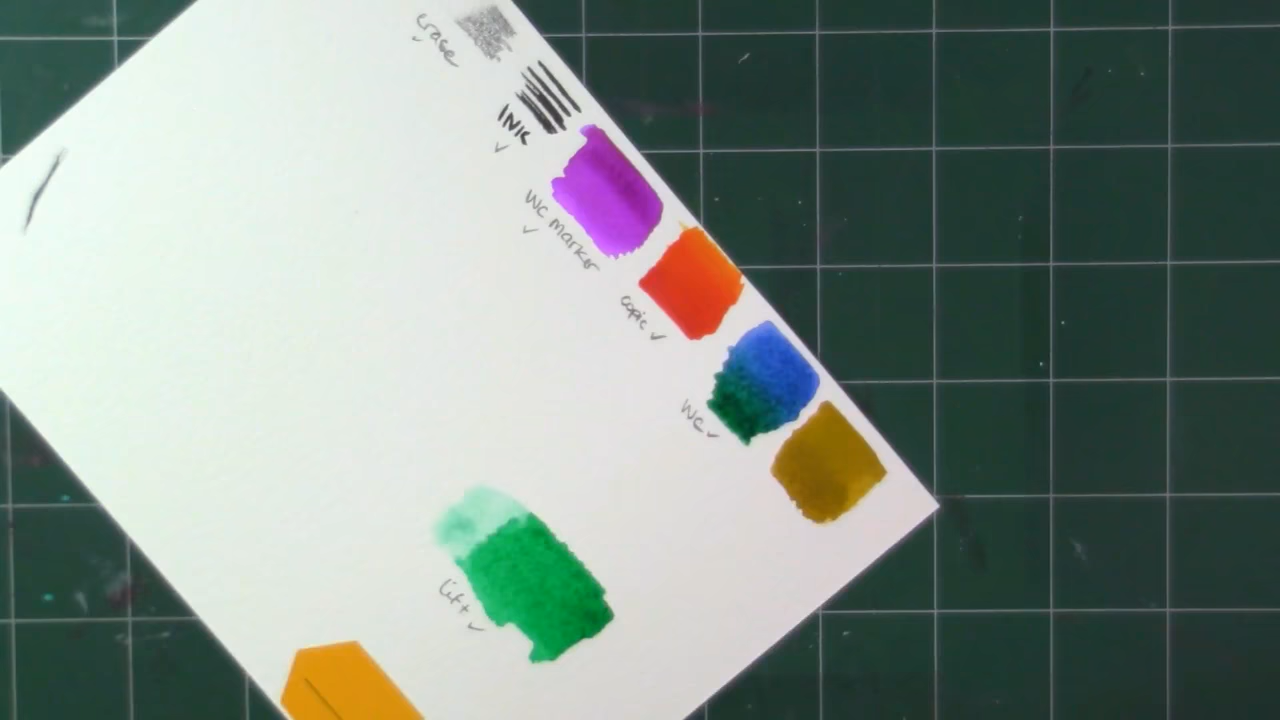 erase ✓
INK ✓
WC marker ✓
copic ✓
WC ✓
lift ✓